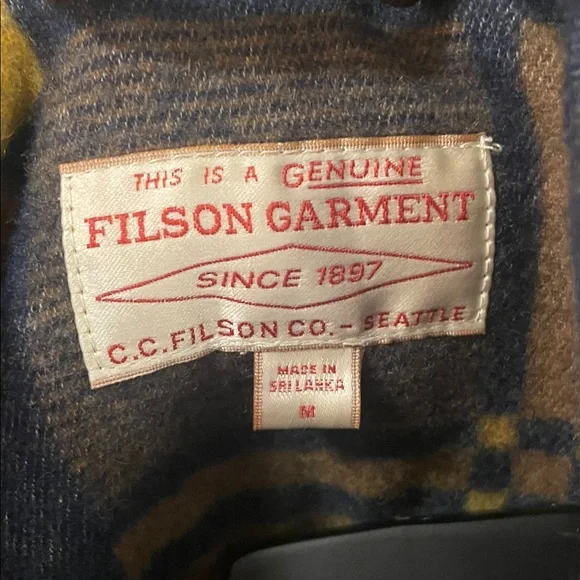 THIS IS A GENUINE
FILSON GARMENT
SINCE 1897
C.C. FILSON CO. - SEATTLE
MADE IN
SRI LANKA
M